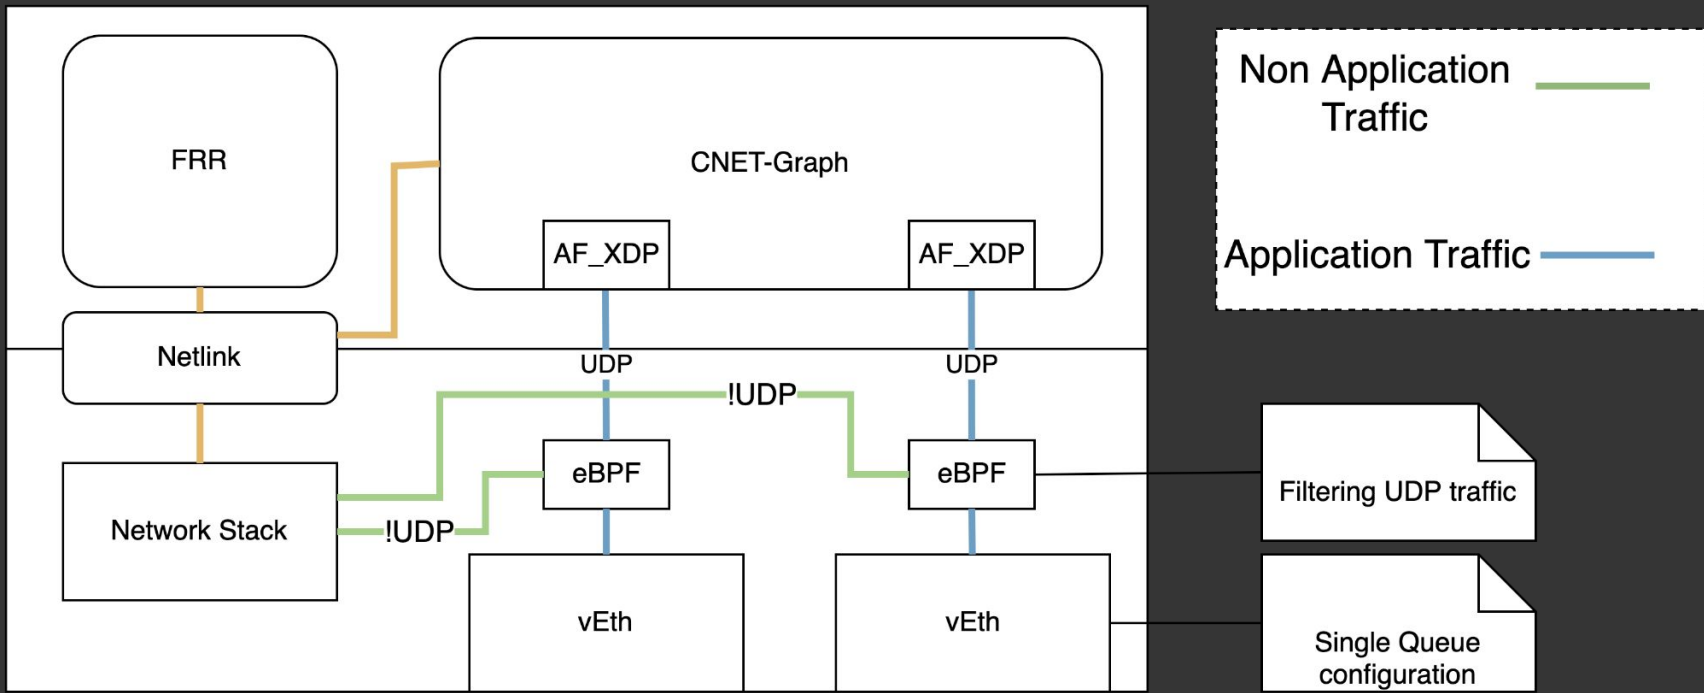 FRR
CNET-Graph
AF_XDP
AF_XDP
Netlink
UDP
UDP
!UDP
eBPF
eBPF
Network Stack
!UDP
vEth
vEth
Non Application
Traffic
Application Traffic
Filtering UDP traffic
Single Queue
configuration